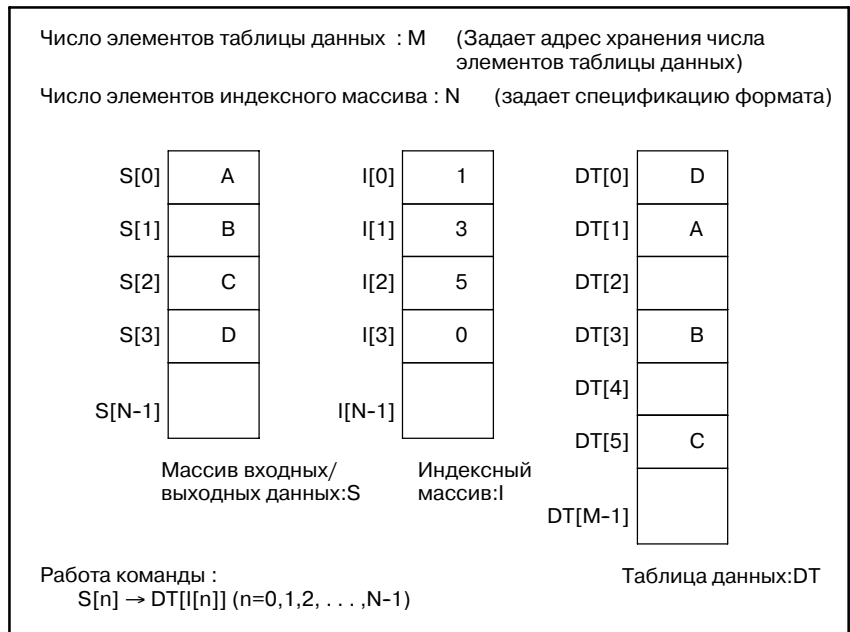 Число элементов таблицы данных : M (Задает адрес хранения числа
элементов таблицы данных)
Число элементов индексного массива : N (задает спецификацию формата)
S[0] A I[0] 1 DT[0] D
S[1] B I[1] 3 DT[1] A
S[2] C I[2] 5 DT[2]
S[3] D I[3] 0 DT[3] B
DT[4]
S[N-1] I[N-1]
DT[5] C
Массив входных/ Индексный
выходных данных:S массив:I
DT[M-1]
Работа команды : Таблица данных:DT
S[n] → DT[I[n]] (n=0,1,2, . . . ,N-1)